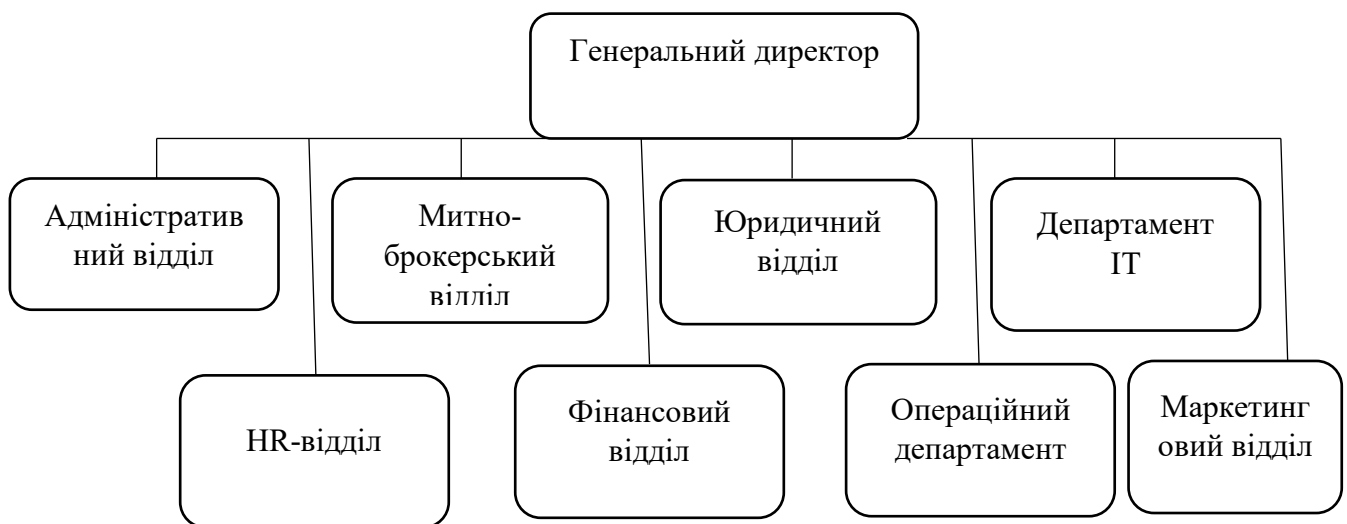 Генеральний директор
Адміністратив
ний відділ
Митно-
брокерський
відділ
Юридичний
відділ
Департамент
ІТ
HR-відділ
Фінансовий
відділ
Операційний
департамент
Маркетинг
овий відділ